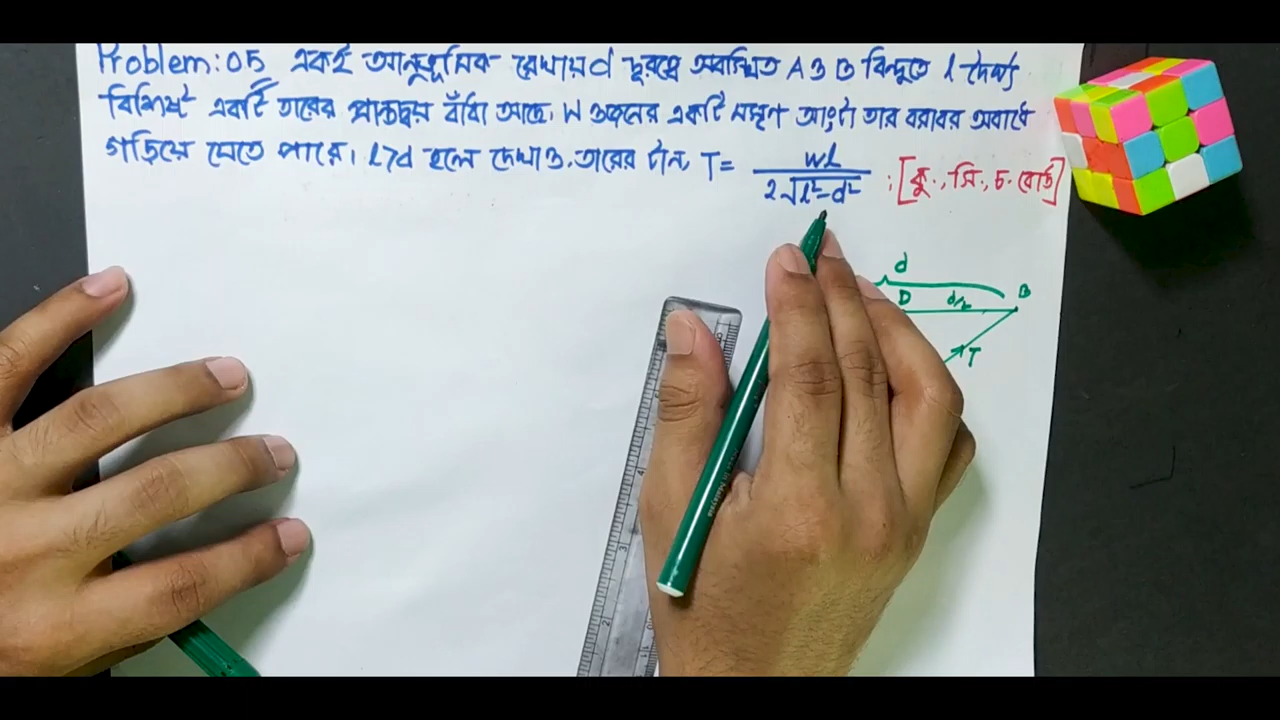 Problem: 05 একই আনুভূমিক রেখায় d দূরত্বে অবস্থিত A ও B বিন্দুতে l দৈর্ঘ্য
বিশিষ্ট একটি তারের প্রান্তদ্বয় বাঁধা আছে। W ওজনের একটি মসৃণ আংটা তার বরাবর অবাধে
গড়িয়ে যেতে পারে। l>d হলে দেখাও, তারের টান, T = wl / 2√l²-d² : [কু., সি., চ. বোর্ড]
d
D d/2 B
T